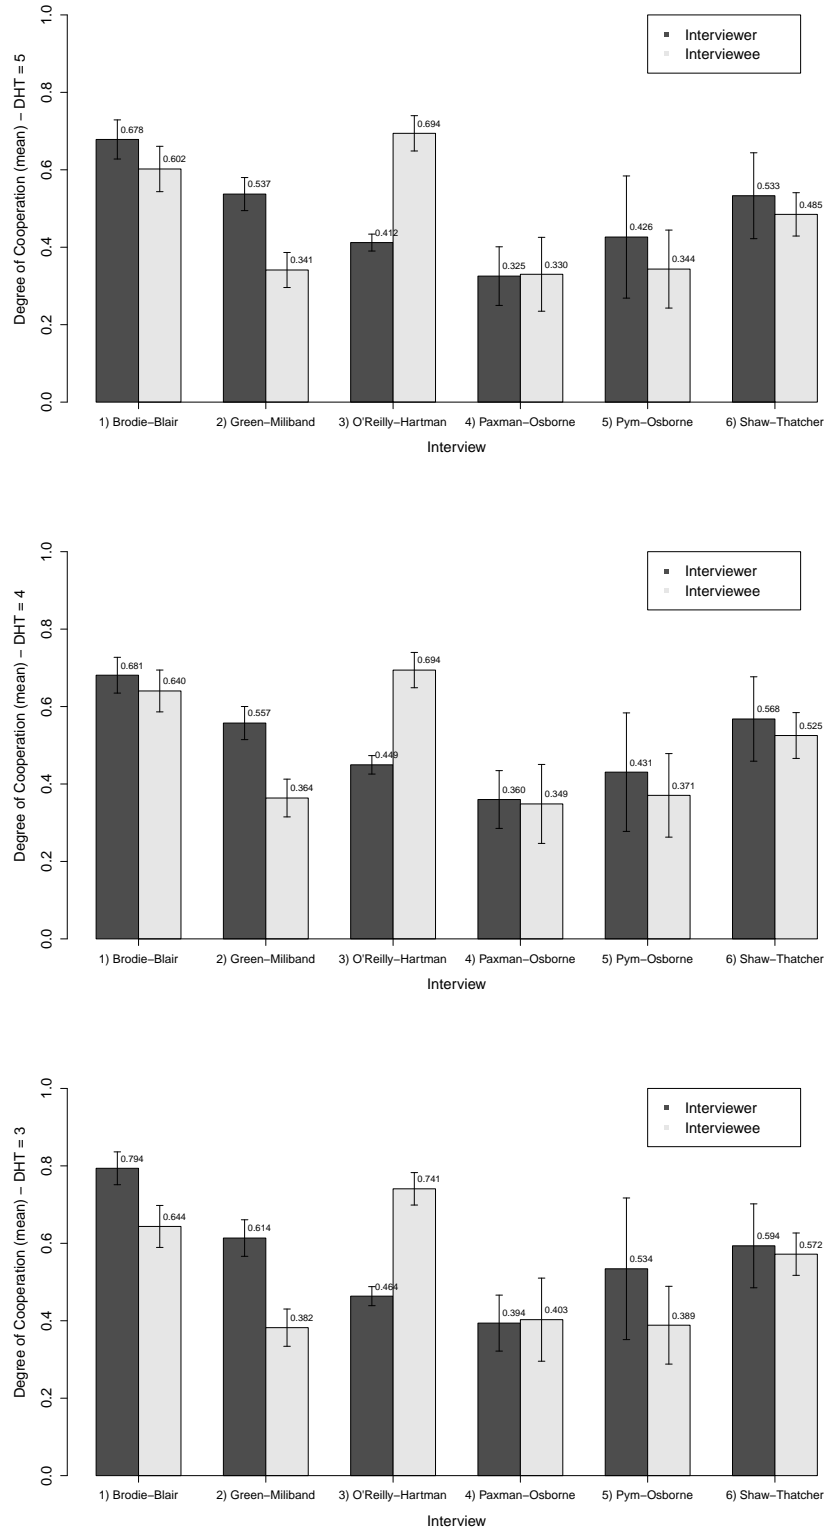 Degree of Cooperation (mean) − DHT = 5
1.0
0.8
0.6
0.4
0.2
0.0
Interviewer
Interviewee
0.678
0.602
0.537
0.341
0.412
0.694
0.325
0.330
0.426
0.344
0.533
0.485
1) Brodie−Blair
2) Green−Miliband
3) O'Reilly−Hartman
4) Paxman−Osborne
5) Pym−Osborne
6) Shaw−Thatcher
Interview
Degree of Cooperation (mean) − DHT = 4
1.0
0.8
0.6
0.4
0.2
0.0
Interviewer
Interviewee
0.681
0.640
0.557
0.364
0.449
0.694
0.360
0.349
0.431
0.371
0.568
0.525
1) Brodie−Blair
2) Green−Miliband
3) O'Reilly−Hartman
4) Paxman−Osborne
5) Pym−Osborne
6) Shaw−Thatcher
Interview
Degree of Cooperation (mean) − DHT = 3
1.0
0.8
0.6
0.4
0.2
0.0
Interviewer
Interviewee
0.794
0.644
0.614
0.382
0.464
0.741
0.394
0.403
0.534
0.389
0.594
0.572
1) Brodie−Blair
2) Green−Miliband
3) O'Reilly−Hartman
4) Paxman−Osborne
5) Pym−Osborne
6) Shaw−Thatcher
Interview